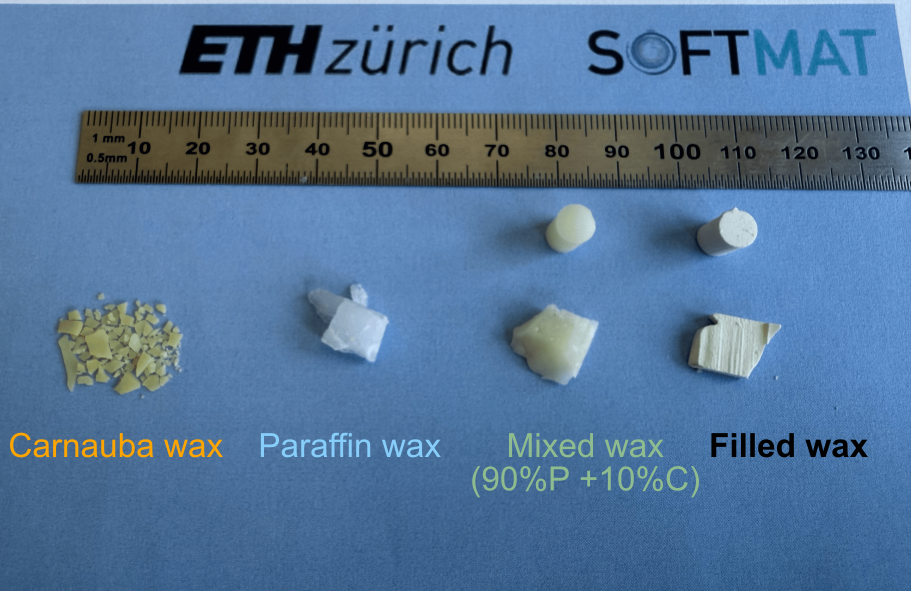 ETH zürich SOFTMAT
1 mm 10 20 30 40 50 60 70 80 90 100 110 120 130 1
0.5mm
Carnauba wax Paraffin wax Mixed wax Filled wax
(90%P +10%C)